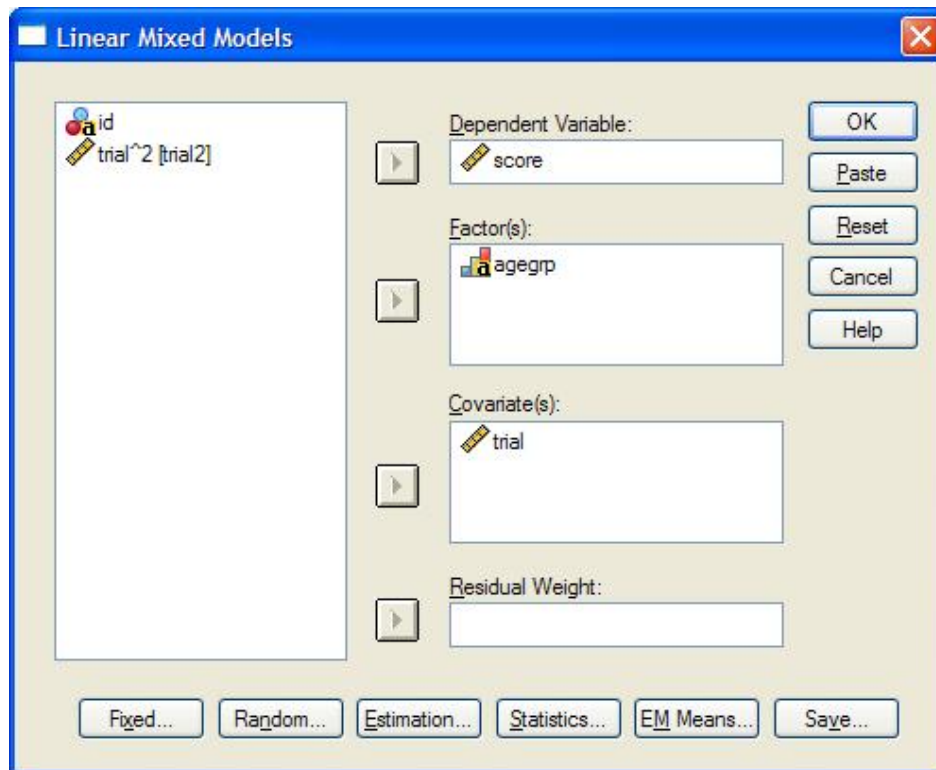 Linear Mixed Models
id
trial^2 [trial2]
Dependent Variable:
score
Factor(s):
agegrp
Covariate(s):
trial
Residual Weight:
OK
Paste
Reset
Cancel
Help
Fixed...
Random...
Estimation...
Statistics...
EM Means...
Save...